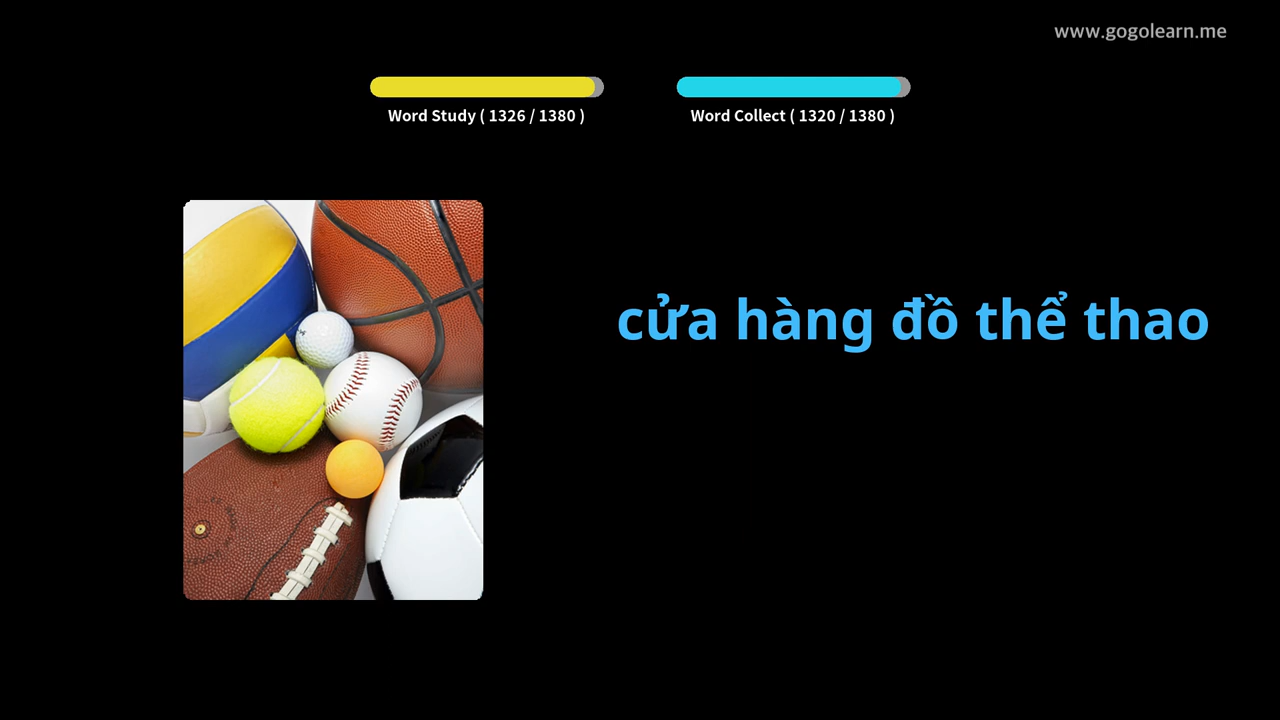 www.gogolearn.me
Word Study ( 1326 / 1380 )
Word Collect ( 1320 / 1380 )
cửa hàng đồ thể thao